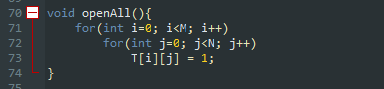 70 void openAll(){
71 for(int i=0; i<M; i++)
72 for(int j=0; j<N; j++)
73 T[i][j] = 1;
74 }